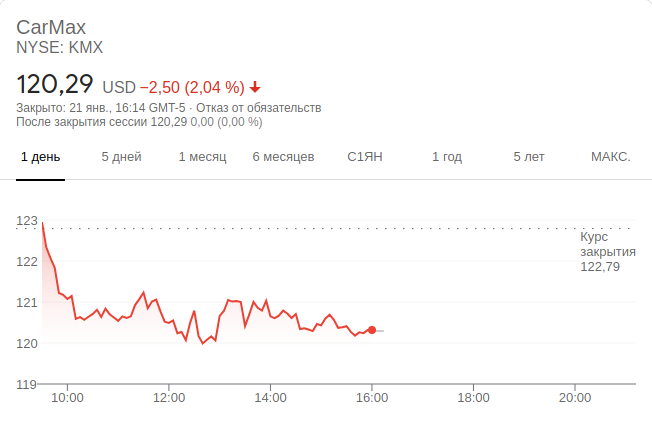 CarMax
NYSE: KMX
120,29 USD −2,50 (2,04 %)
Закрыто: 21 янв., 16:14 GMT-5 · Отказ от обязательств
После закрытия сессии 120,29 0,00 (0,00 %)
1 день 5 дней 1 месяц 6 месяцев С1ЯН 1 год 5 лет МАКС.
123
Курс
закрытия
122,79
122
121
120
119
10:00 12:00 14:00 16:00 18:00 20:00